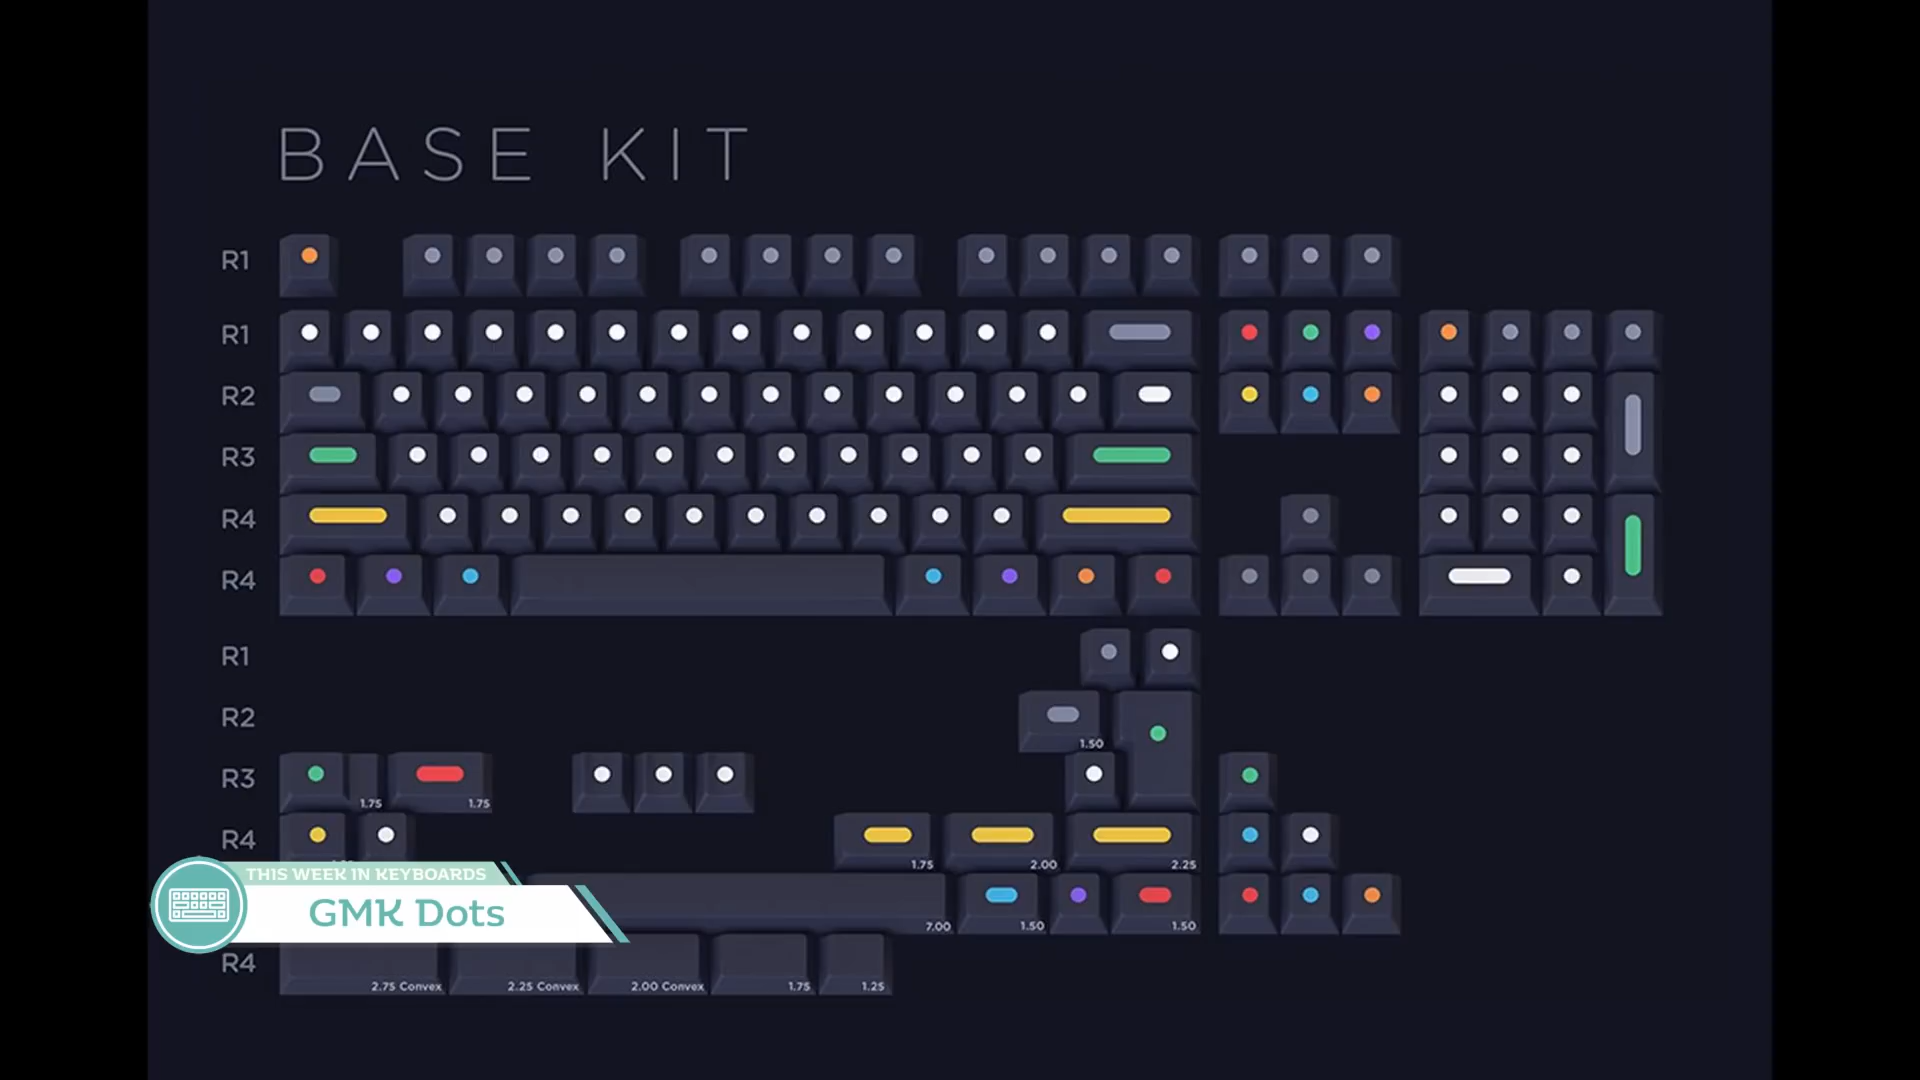 BASE KIT
R1
R1
R2
R3
R4
R4
R1
R2
1.50
R3
1.75 1.75
R4
1.75 2.00 2.25
THIS WEEK IN KEYBOARDS
GMK Dots
7.00 1.50 1.50
R4
2.75 Convex 2.25 Convex 2.00 Convex 1.75 1.25